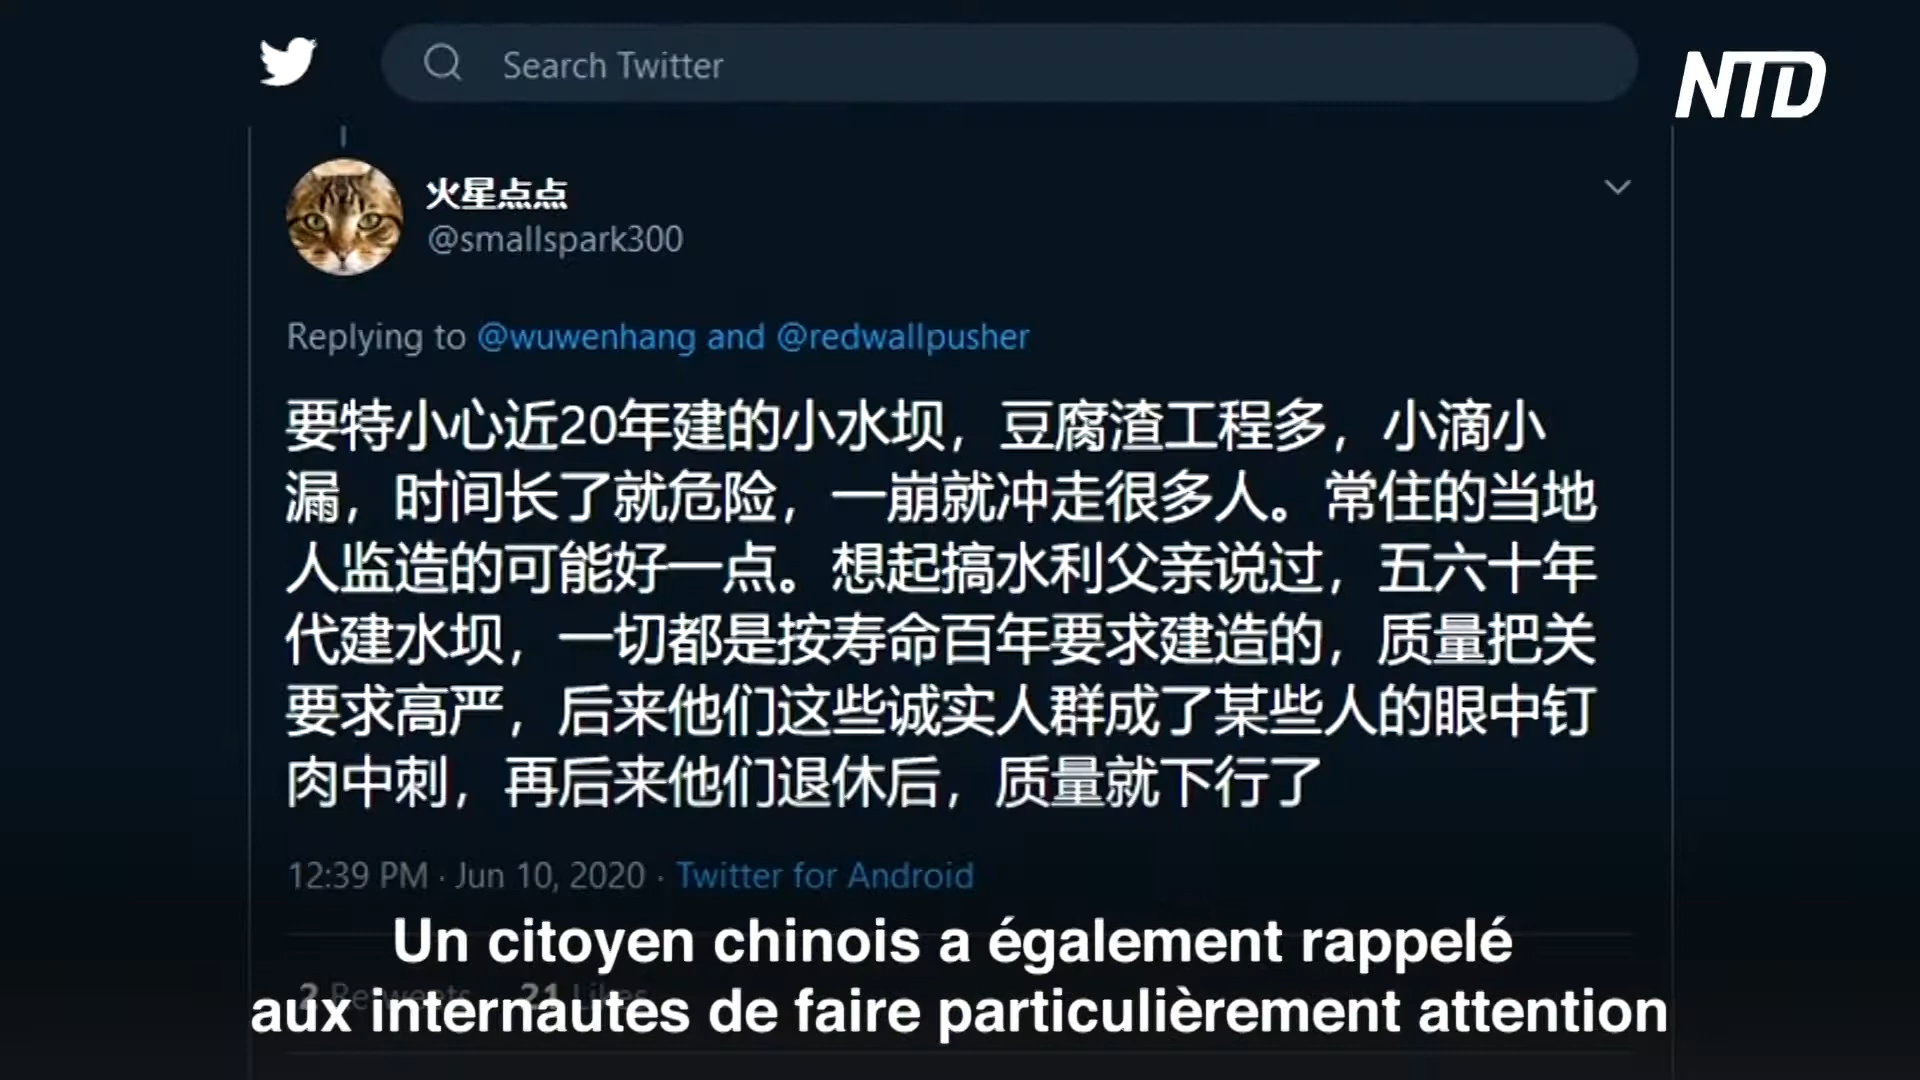 Search Twitter
NTD
火星点点
@smallspark300
Replying to @wuwenhang and @redwallpusher
要特小心近20年建的小水坝，豆腐渣工程多，小滴小
漏，时间长了就危险，一崩就冲走很多人。常住的当地
人监造的可能好一点。想起搞水利父亲说过，五六十年
代建水坝，一切都是按寿命百年要求建造的，质量把关
要求高严，后来他们这些诚实人群成了某些人的眼中钉
肉中刺，再后来他们退休后，质量就下行了
12:39 PM · Jun 10, 2020 · Twitter for Android
2 Retweets 21 Likes
Un citoyen chinois a également rappelé
aux internautes de faire particulièrement attention